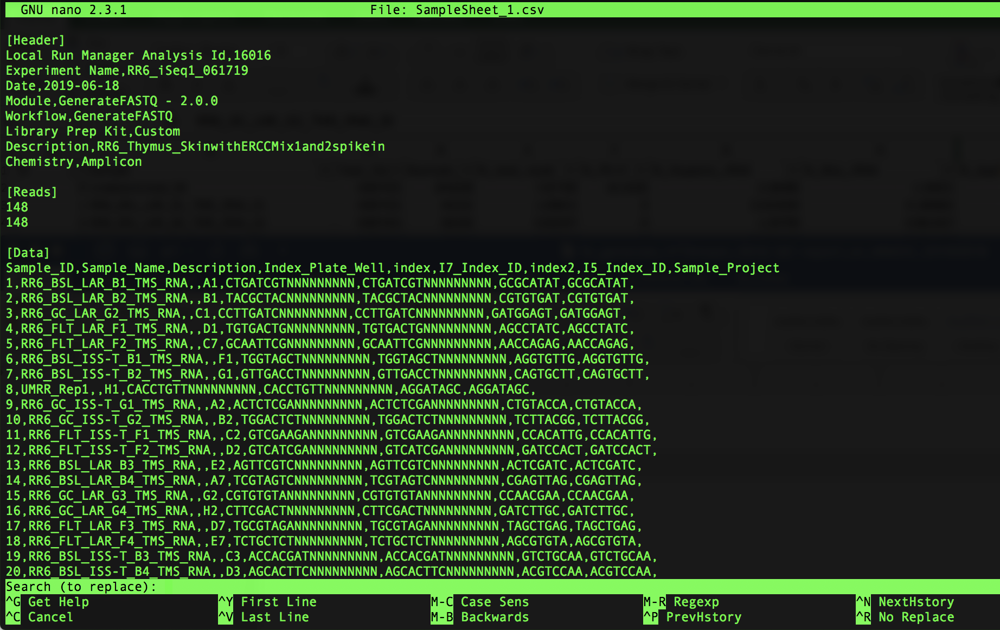 GNU nano 2.3.1 File: SampleSheet_1.csv
[Header]
Local Run Manager Analysis Id,16016
Experiment Name,RR6_iSeq1_061719
Date,2019-06-18
Module,GenerateFASTQ - 2.0.0
Workflow,GenerateFASTQ
Library Prep Kit,Custom
Description,RR6_Thymus_SkinwithERCCMix1and2spikein
Chemistry,Amplicon
[Reads]
148
148
[Data]
Sample_ID,Sample_Name,Description,Index_Plate_Well,index,I7_Index_ID,index2,I5_Index_ID,Sample_Project
1,RR6_BSL_LAR_B1_TMS_RNA,,A1,CTGATCGTNNNNNNNNN,CTGATCGTNNNNNNNNN,GCGCATAT,GCGCATAT,
2,RR6_BSL_LAR_B2_TMS_RNA,,B1,TACGCTACNNNNNNNNN,TACGCTACNNNNNNNNN,CGTGTGAT,CGTGTGAT,
3,RR6_GC_LAR_G2_TMS_RNA,,C1,CCTTGATCNNNNNNNNN,CCTTGATCNNNNNNNNN,GATGGAGT,GATGGAGT,
4,RR6_FLT_LAR_F1_TMS_RNA,,D1,TGTGACTGNNNNNNNNN,TGTGACTGNNNNNNNNN,AGCCTATC,AGCCTATC,
5,RR6_FLT_LAR_F2_TMS_RNA,,C7,GCAATTCGNNNNNNNNN,GCAATTCGNNNNNNNNN,AACCAGAG,AACCAGAG,
6,RR6_BSL_ISS-T_B1_TMS_RNA,,F1,TGGTAGCTNNNNNNNNN,TGGTAGCTNNNNNNNNN,AGGTGTTG,AGGTGTTG,
7,RR6_BSL_ISS-T_B2_TMS_RNA,,G1,GTTGACCTNNNNNNNNN,GTTGACCTNNNNNNNNN,CAGTGCTT,CAGTGCTT,
8,UMRR_Rep1,,H1,CACCTGTTNNNNNNNNN,CACCTGTTNNNNNNNNN,AGGATAGC,AGGATAGC,
9,RR6_GC_ISS-T_G1_TMS_RNA,,A2,ACTCTCGANNNNNNNNN,ACTCTCGANNNNNNNNN,CTGTACCA,CTGTACCA,
10,RR6_GC_ISS-T_G2_TMS_RNA,,B2,TGGACTCTNNNNNNNNN,TGGACTCTNNNNNNNNN,TCTTACGG,TCTTACGG,
11,RR6_FLT_ISS-T_F1_TMS_RNA,,C2,GTCGAAGANNNNNNNNN,GTCGAAGANNNNNNNNN,CCACATTG,CCACATTG,
12,RR6_FLT_ISS-T_F2_TMS_RNA,,D2,GTCATCGANNNNNNNNN,GTCATCGANNNNNNNNN,GATCCACT,GATCCACT,
13,RR6_BSL_LAR_B3_TMS_RNA,,E2,AGTTCGTCNNNNNNNNN,AGTTCGTCNNNNNNNNN,ACTCGATC,ACTCGATC,
14,RR6_BSL_LAR_B4_TMS_RNA,,A7,TCGTAGTCNNNNNNNNN,TCGTAGTCNNNNNNNNN,CGAGTTAG,CGAGTTAG,
15,RR6_GC_LAR_G3_TMS_RNA,,G2,CGTGTGTANNNNNNNNN,CGTGTGTANNNNNNNNN,CCAACGAA,CCAACGAA,
16,RR6_GC_LAR_G4_TMS_RNA,,H2,CTTCGACTNNNNNNNNN,CTTCGACTNNNNNNNNN,GATCTTGC,GATCTTGC,
17,RR6_FLT_LAR_F3_TMS_RNA,,D7,TGCGTAGANNNNNNNNN,TGCGTAGANNNNNNNNN,TAGCTGAG,TAGCTGAG,
18,RR6_FLT_LAR_F4_TMS_RNA,,E7,TCTGCTCTNNNNNNNNN,TCTGCTCTNNNNNNNNN,AGCGTGTA,AGCGTGTA,
19,RR6_BSL_ISS-T_B3_TMS_RNA,,C3,ACCACGATNNNNNNNNN,ACCACGATNNNNNNNNN,GTCTGCAA,GTCTGCAA,
20,RR6_BSL_ISS-T_B4_TMS_RNA,,D3,AGCACTTCNNNNNNNNN,AGCACTTCNNNNNNNNN,ACGTCCAA,ACGTCCAA,
Search (to replace):
^G Get Help ^Y First Line M-C Case Sens M-R Regexp ^N NextHstory
^C Cancel ^V Last Line M-B Backwards ^P PrevHstory ^R No Replace